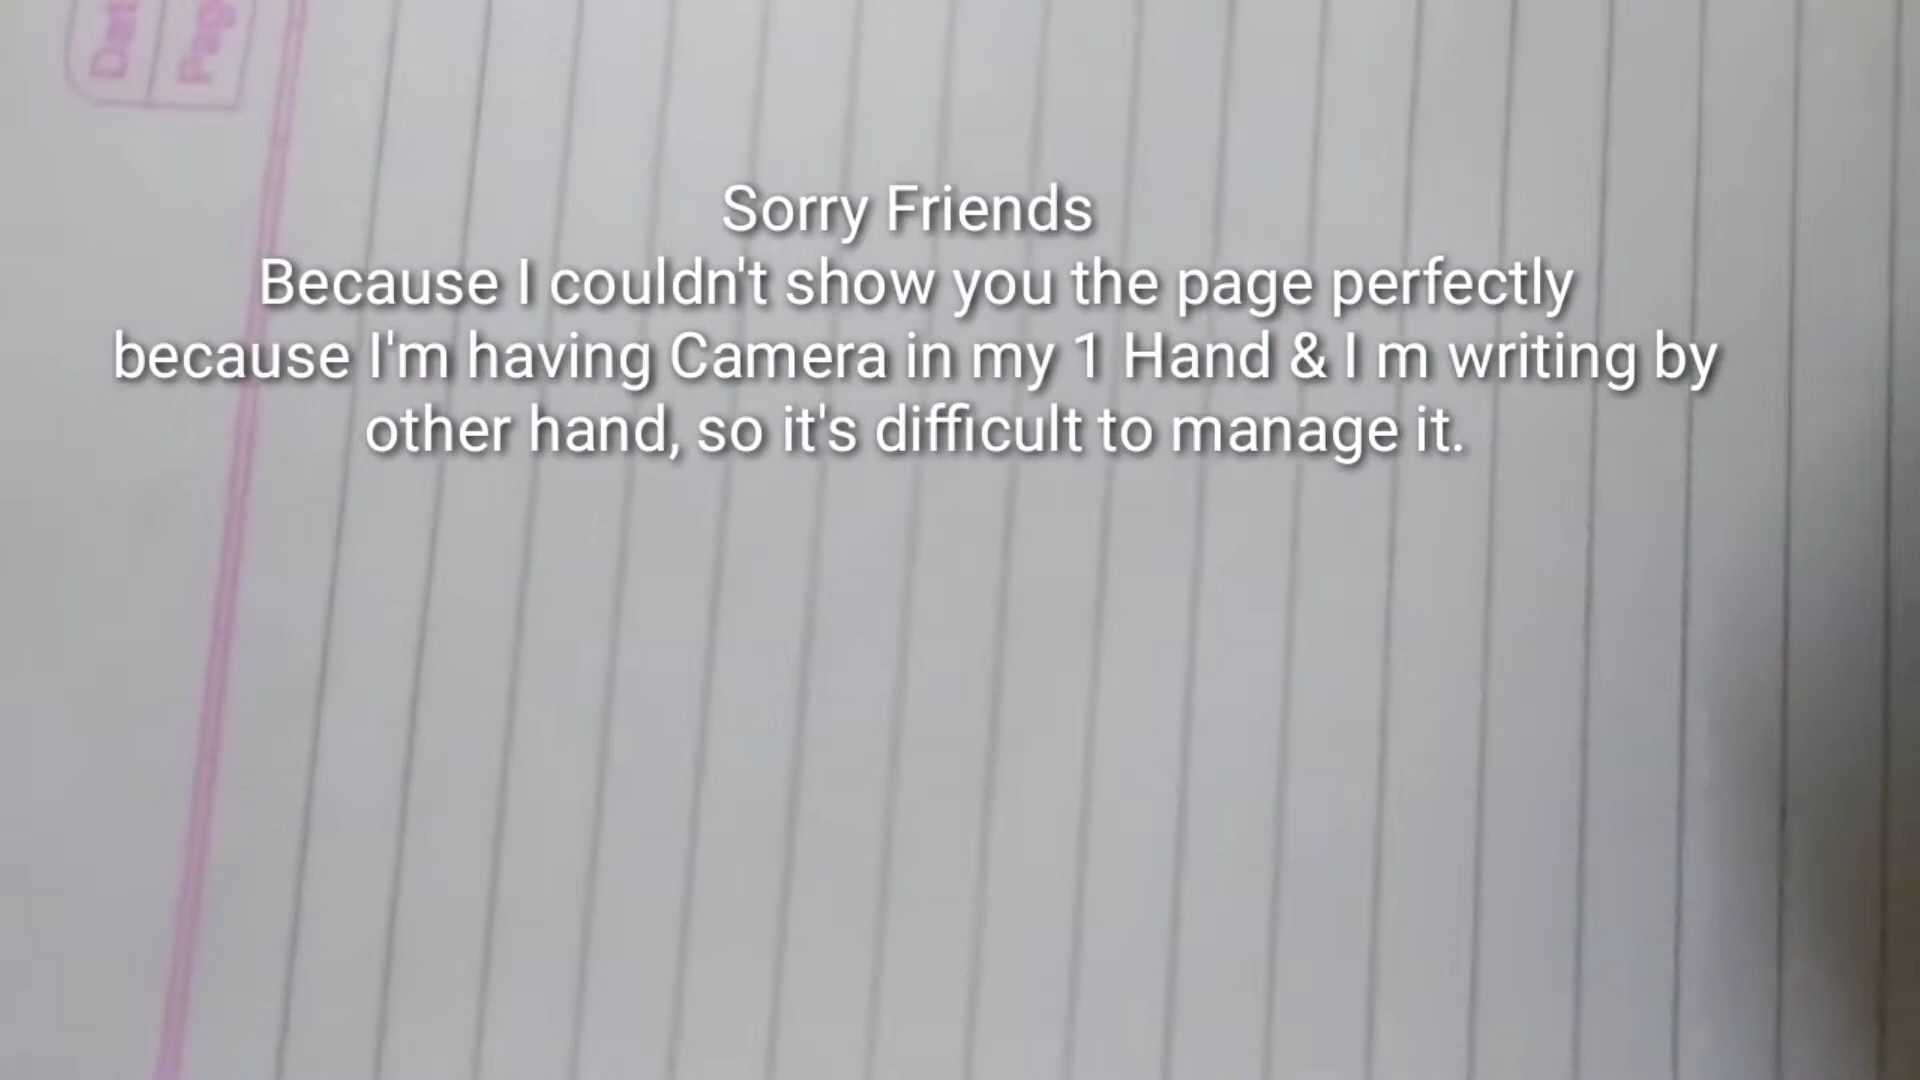 Sorry Friends
Because I couldn't show you the page perfectly
because I'm having Camera in my 1 Hand & I m writing by
other hand, so it's difficult to manage it.